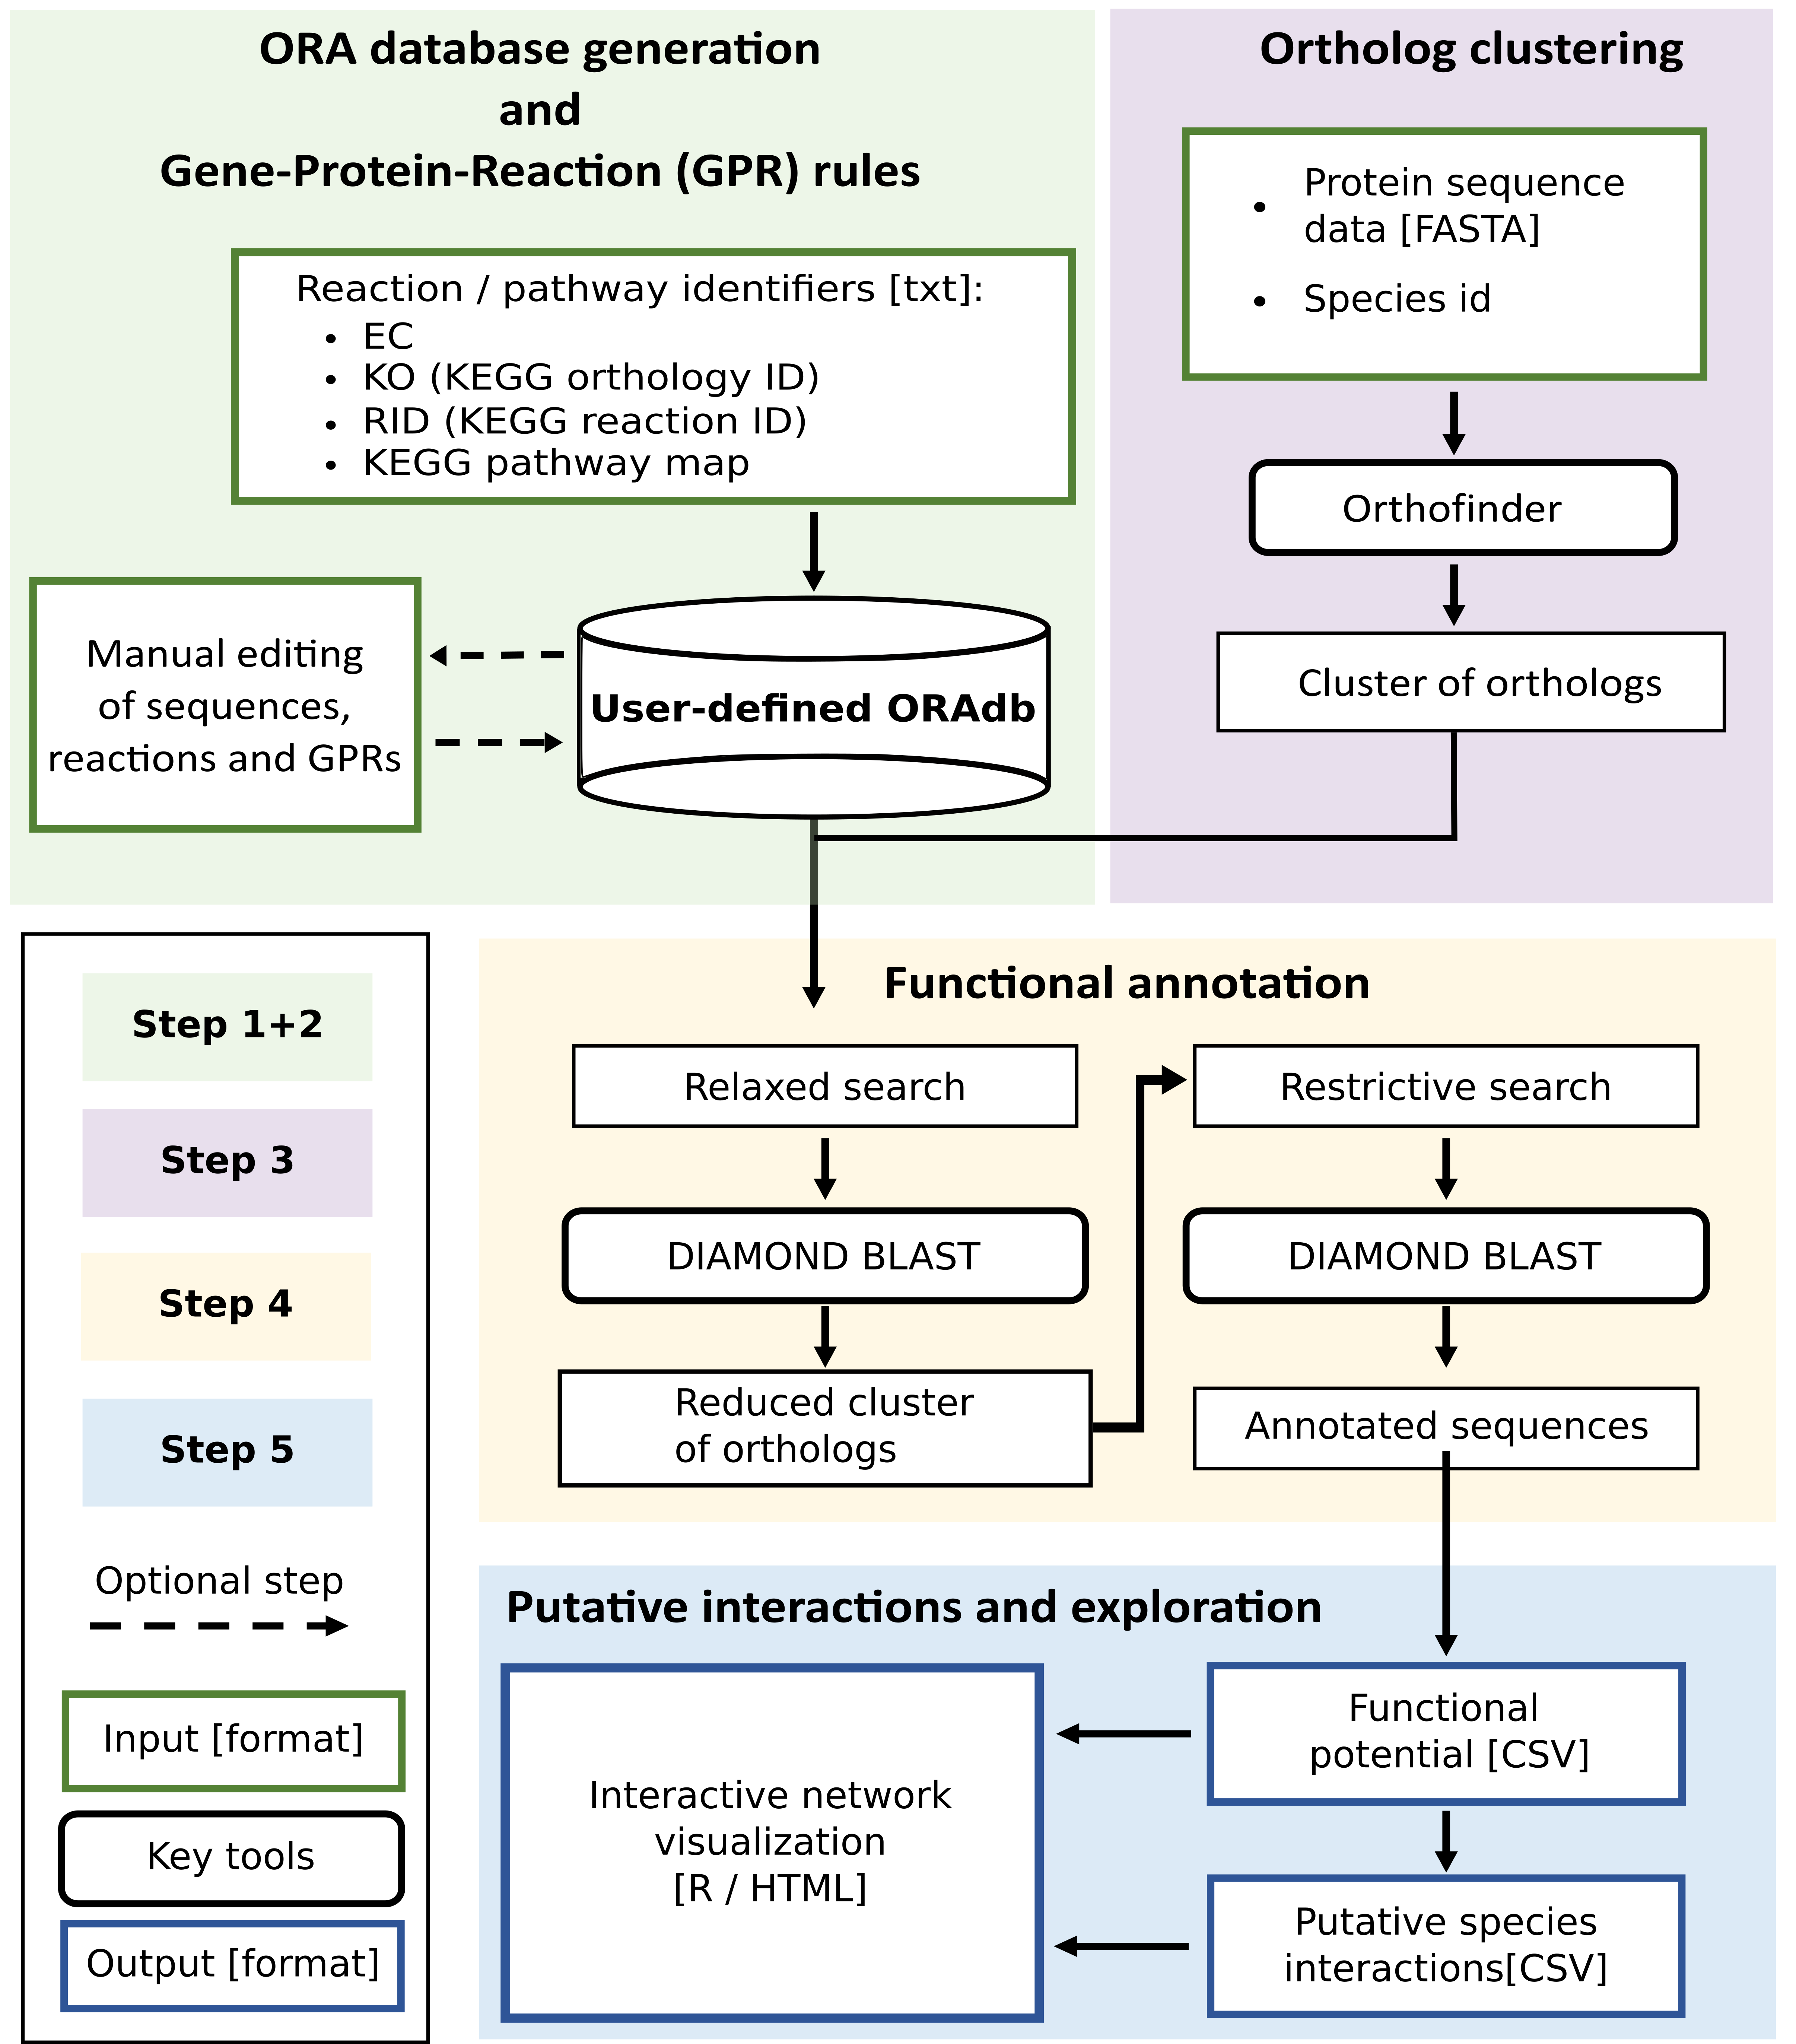 ORA database generation
and
Gene-Protein-Reaction (GPR) rules
Reaction / pathway identifiers [txt]:
• EC
• KO (KEGG orthology ID)
• RID (KEGG reaction ID)
• KEGG pathway map
Manual editing
of sequences,
reactions and GPRs
User-defined ORAdb
Ortholog clustering
• Protein sequence
data [FASTA]
• Species id
Orthofinder
Cluster of orthologs
Step 1+2
Step 3
Step 4
Step 5
Optional step
Input [format]
Key tools
Output [format]
Functional annotation
Relaxed search
DIAMOND BLAST
Reduced cluster
of orthologs
Restrictive search
DIAMOND BLAST
Annotated sequences
Putative interactions and exploration
Functional
potential [CSV]
Putative species
interactions[CSV]
Interactive network
visualization
[R / HTML]